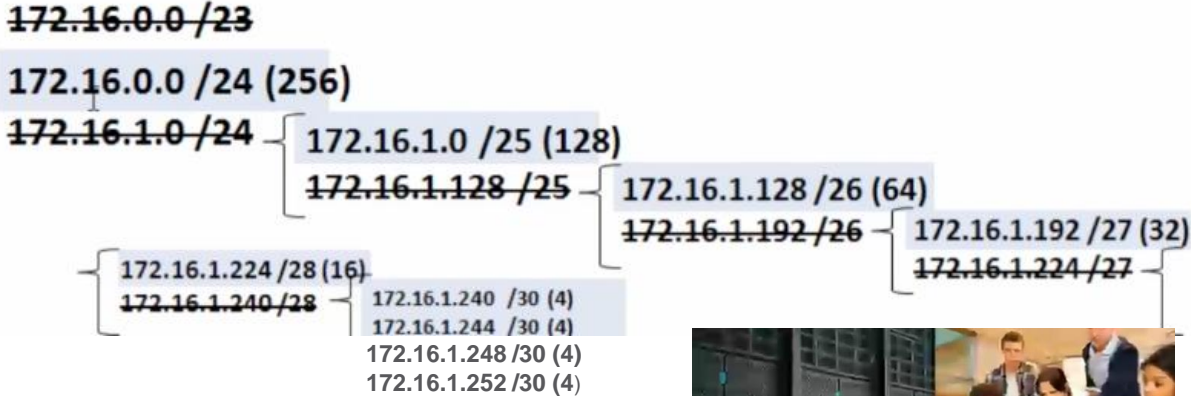 172.16.0.0 /23
172.16.0.0 /24 (256)
172.16.1.0 /24
172.16.1.0 /25 (128)
172.16.1.128 /25
172.16.1.128 /26 (64)
172.16.1.192 /26
172.16.1.192 /27 (32)
172.16.1.224 /27
172.16.1.224 /28 (16)
172.16.1.240 /28
172.16.1.240 /30 (4)
172.16.1.244 /30 (4)
172.16.1.248 /30 (4)
172.16.1.252 /30 (4)